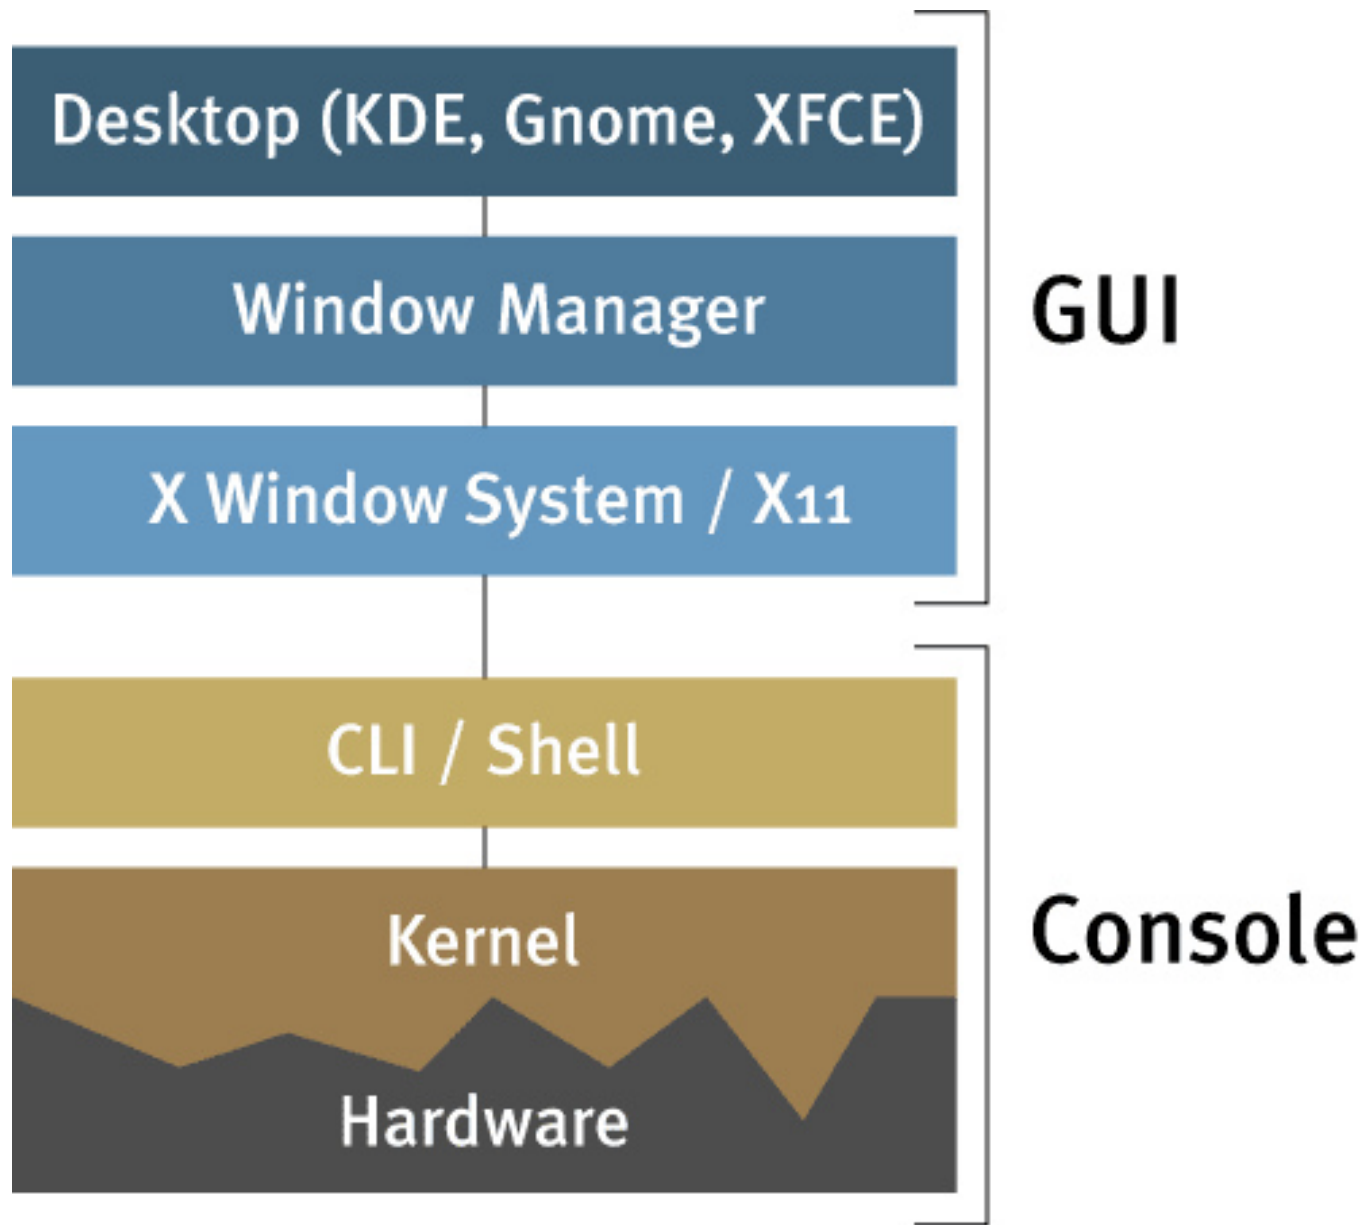 Desktop (KDE, Gnome, XFCE)
Window Manager
GUI
X Window System / X11
CLI / Shell
Kernel
Console
Hardware